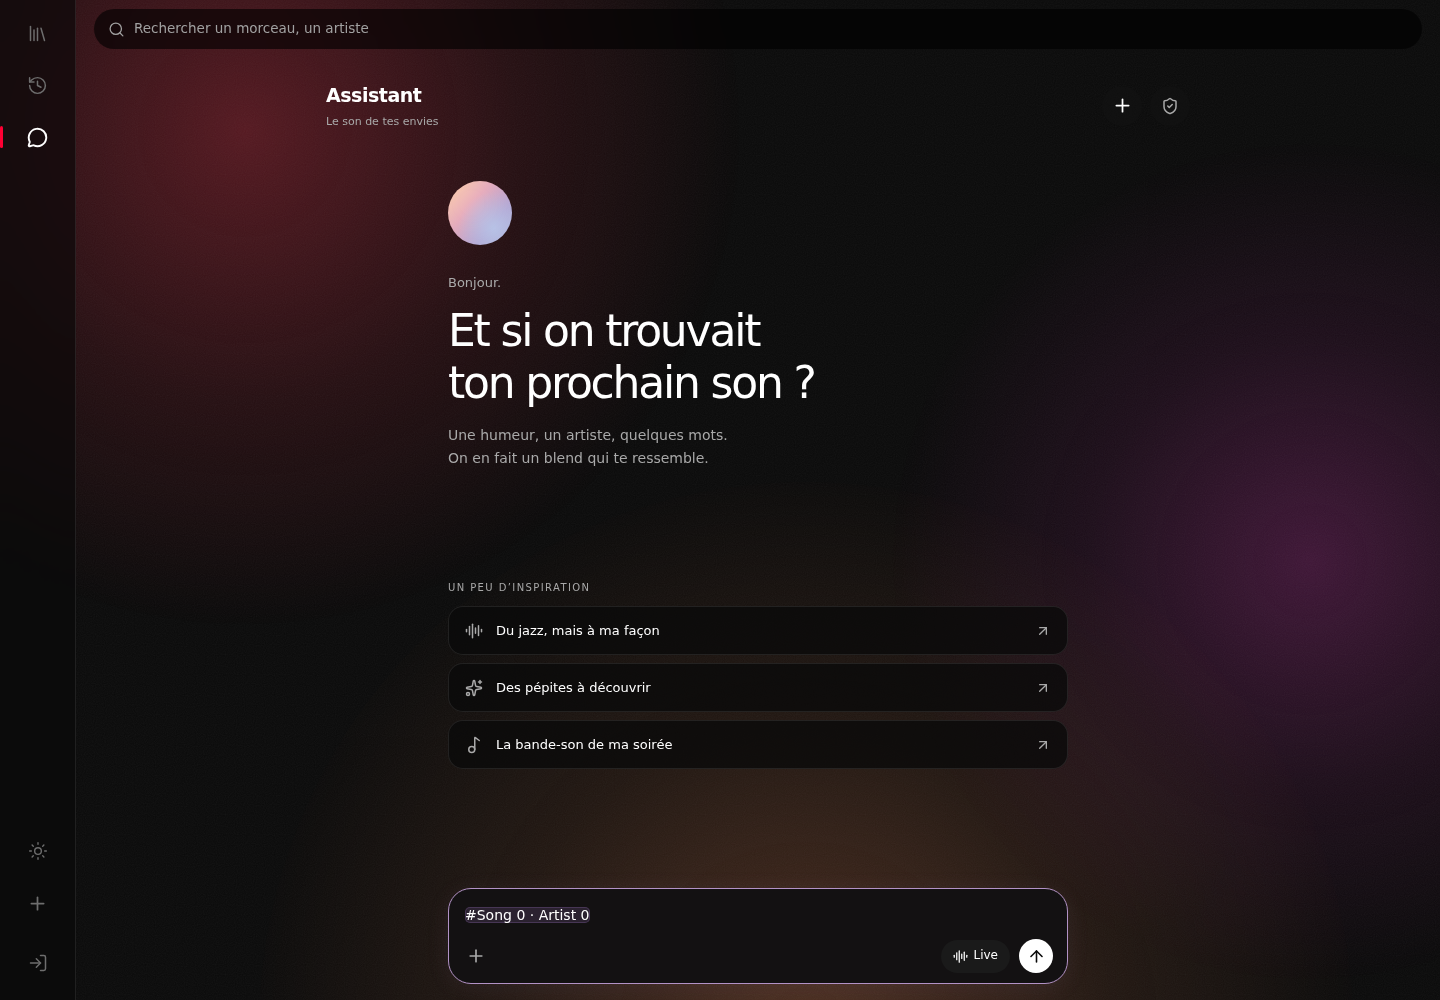 Rechercher un morceau, un artiste
Assistant
Le son de tes envies
Bonjour.
Et si on trouvait
ton prochain son ?
Une humeur, un artiste, quelques mots.
On en fait un blend qui te ressemble.
UN PEU D’INSPIRATION
Du jazz, mais à ma façon
Des pépites à découvrir
La bande-son de ma soirée
#Song 0 · Artist 0
Live